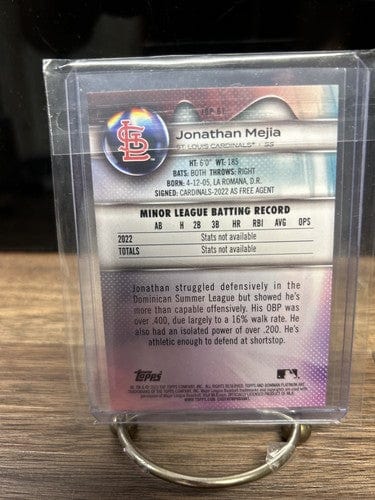 Jonathan Mejia
ST. LOUIS CARDINALS® · SS
HT: 6'0" WT: 185
BATS: BOTH THROWS: RIGHT
BORN: 4-12-05, LA ROMANA, D.R.
SIGNED: CARDINALS-2022 AS FREE AGENT
MINOR LEAGUE BATTING RECORD
AB H 2B 3B HR RBI AVG OPS
2022 Stats not available
TOTALS Stats not available
Jonathan struggled defensively in the
Dominican Summer League but showed he's
more than capable offensively. His OBP
was over .400, due largely to a 16% walk rate. He
also had an isolated power of over .200. He's
athletic enough to defend at shortstop.
TOPPS